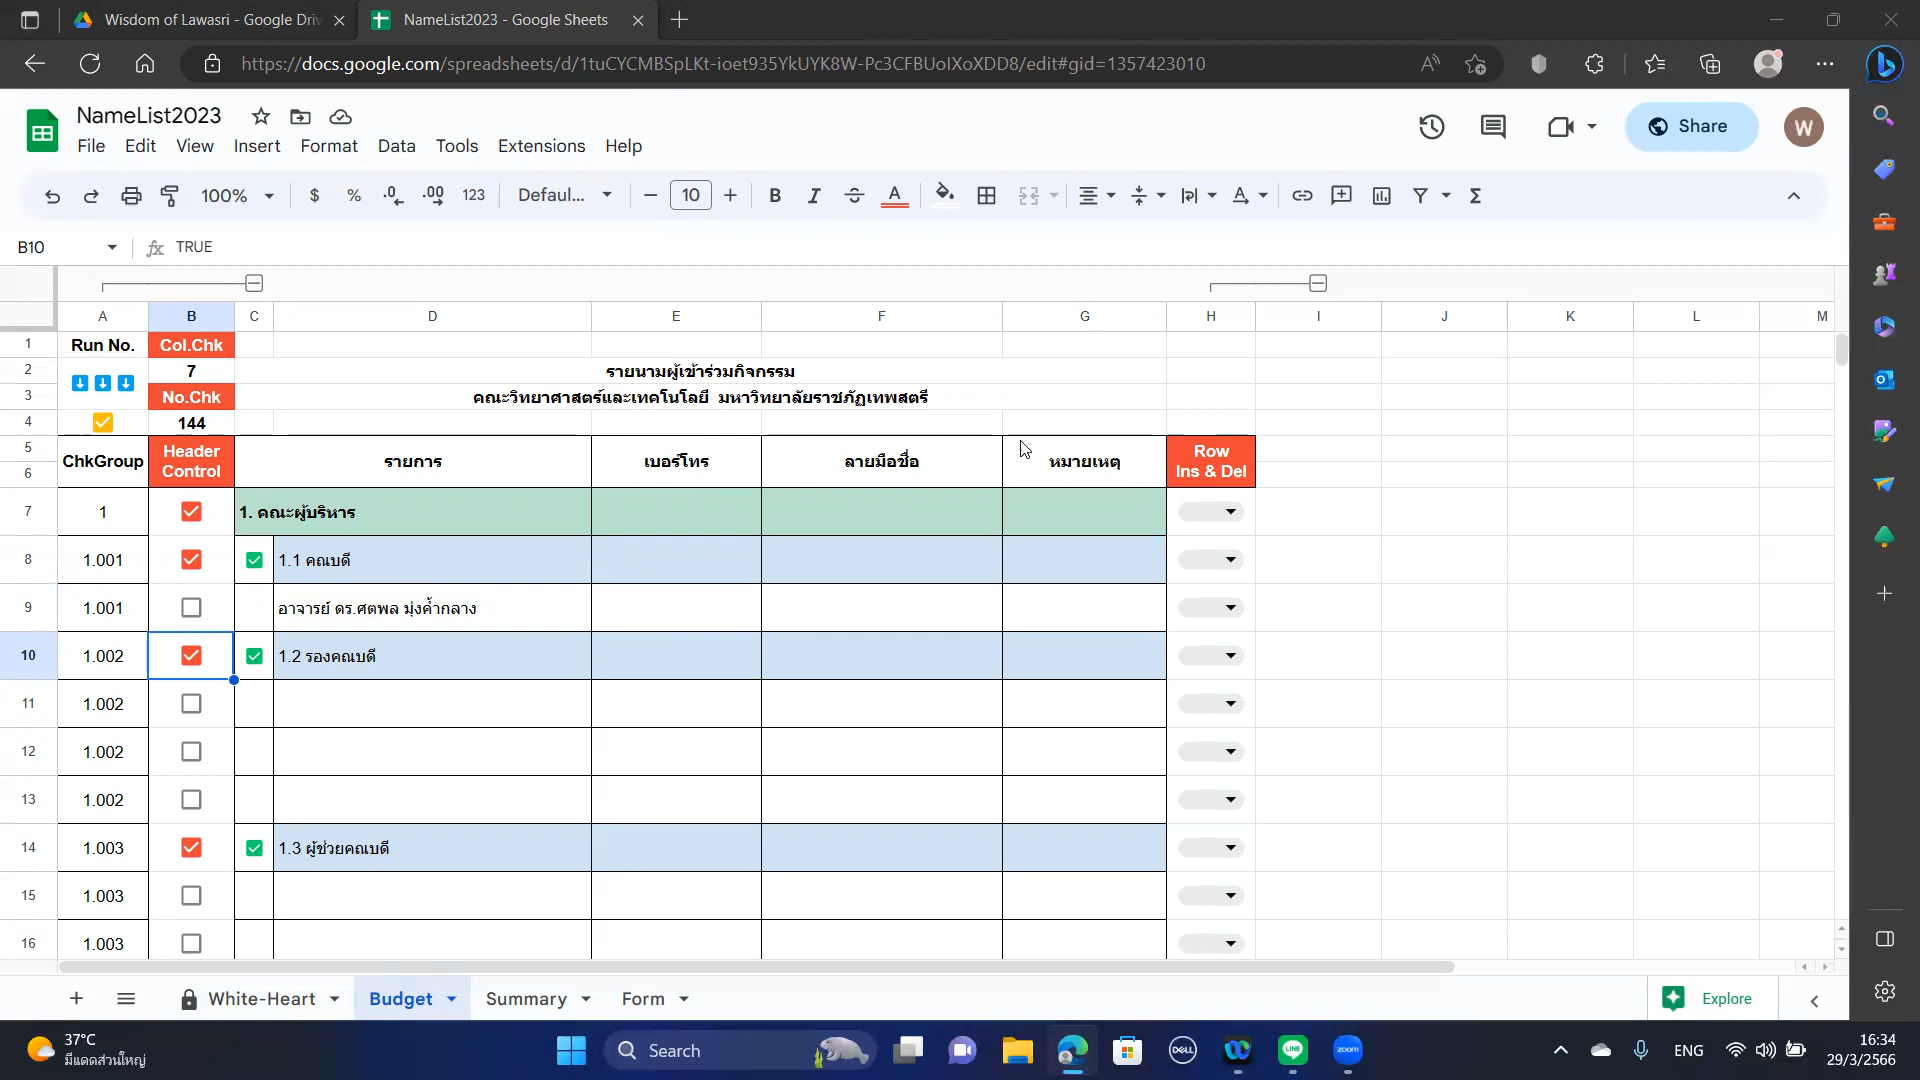 Wisdom of Lawasri - Google Driv
NameList2023 - Google Sheets
https://docs.google.com/spreadsheets/d/1tuCYCMBSpLKt-ioet935YkUYK8W-Pc3CFBUoIXoXDD8/edit#gid=1357423010
NameList2023
File Edit View Insert Format Data Tools Extensions Help
Share
W
100% $ % .0 .00 123 Defaul... 10 B I
B10 TRUE
A B C D E F G H I J K L M
1 Run No. Col.Chk
2 7 รายนามผู้เข้าร่วมกิจกรรม
3 No.Chk คณะวิทยาศาสตร์และเทคโนโลยี มหาวิทยาลัยราชภัฏเทพสตรี
4 144
5 6 ChkGroup Header Control รายการ เบอร์โทร ลายมือชื่อ หมายเหตุ Row Ins & Del
7 1 1. คณะผู้บริหาร
8 1.001 1.1 คณบดี
9 1.001 อาจารย์ ดร.ศตพล มุ่งค้ำกลาง
10 1.002 1.2 รองคณบดี
11 1.002
12 1.002
13 1.002
14 1.003 1.3 ผู้ช่วยคณบดี
15 1.003
16 1.003
White-Heart Budget Summary Form Explore
37°C
มีแดดส่วนใหญ่
Search
DELL
LINE
zoom
ENG
16:34
29/3/2566